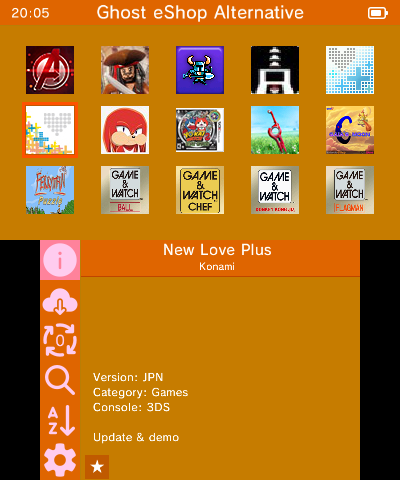 20:05
Ghost eShop Alternative
GAME & WATCH
BALL
GAME & WATCH
CHEF
GAME & WATCH
GAME & WATCH
FLAGMAN
i
New Love Plus
Konami
0
A
Z
Version: JPN
Category: Games
Console: 3DS
Update & demo